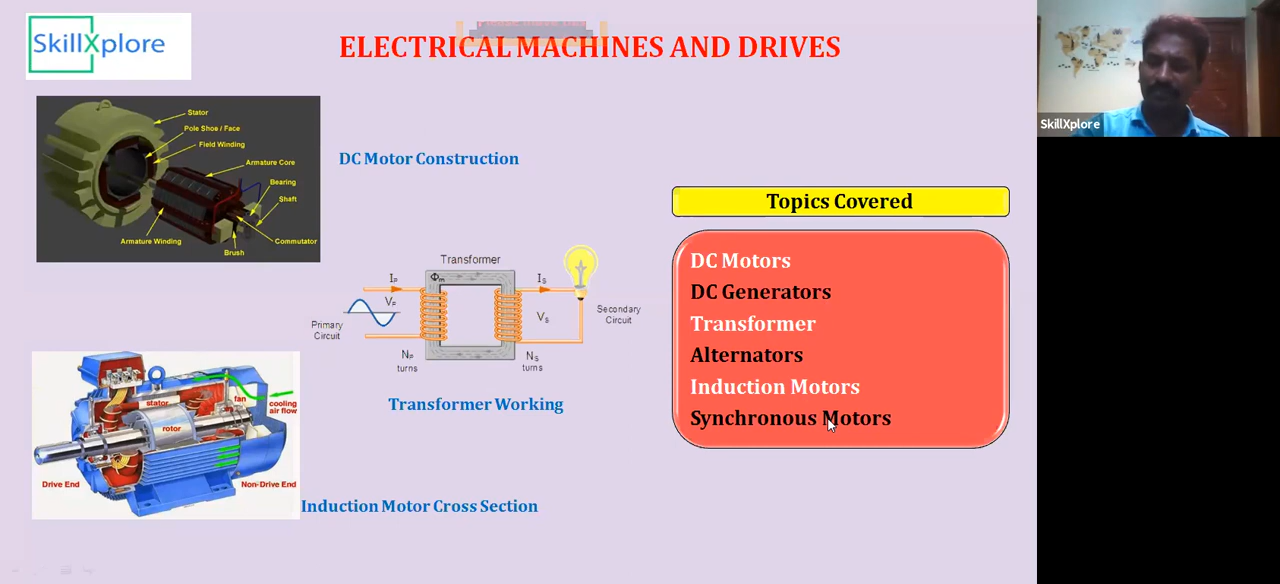 SkillXplore
ELECTRICAL MACHINES AND DRIVES
SkillXplore
Stator
Pole Shoe / Face
Field Winding
Armature Core
Bearing
Shaft
Commutator
Brush
Armature Winding
DC Motor Construction
Transformer
Φm
IP
IS
VP
VS
Primary
Circuit
Secondary
Circuit
NP
turns
NS
turns
Transformer Working
stator
fan
cooling
air flow
rotor
Drive End
Non-Drive End
Induction Motor Cross Section
Topics Covered
DC Motors
DC Generators
Transformer
Alternators
Induction Motors
Synchronous Motors